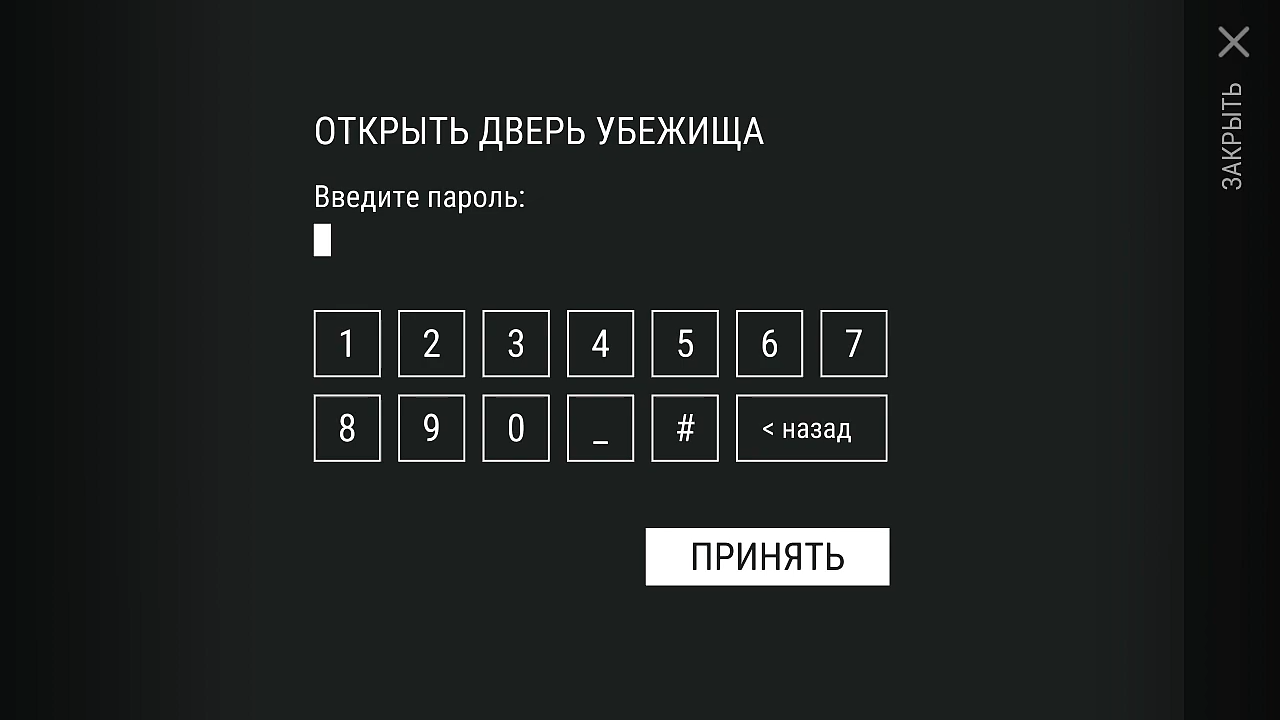 ОТКРЫТЬ ДВЕРЬ УБЕЖИЩА
Введите пароль:
1 2 3 4 5 6 7
8 9 0 _ # < назад
ПРИНЯТЬ
ЗАКРЫТЬ